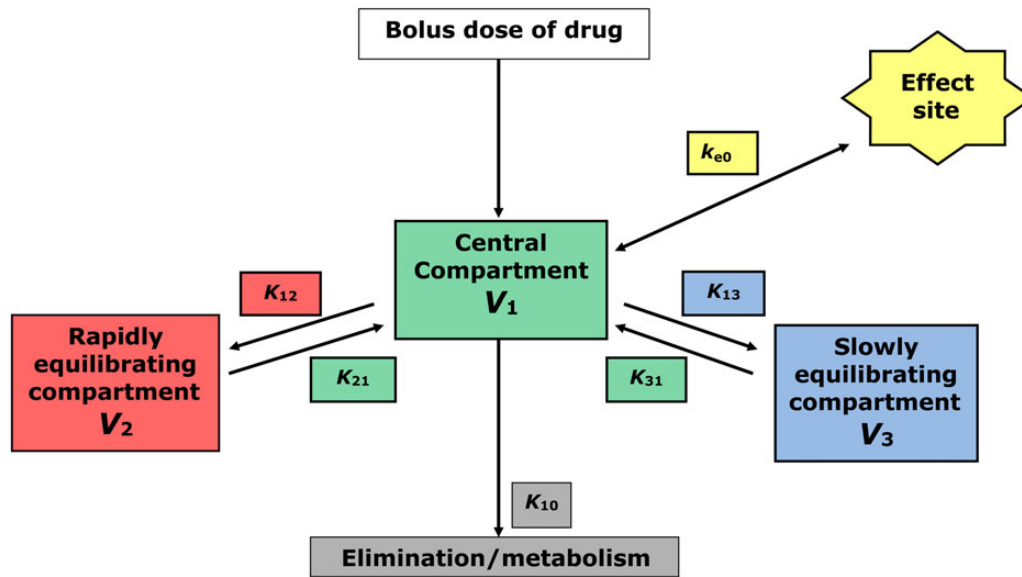 Bolus dose of drug
Effect
site
ke0
Central
Compartment
V1
K12
K13
Rapidly
equilibrating
compartment
V2
K21
K31
Slowly
equilibrating
compartment
V3
K10
Elimination/metabolism